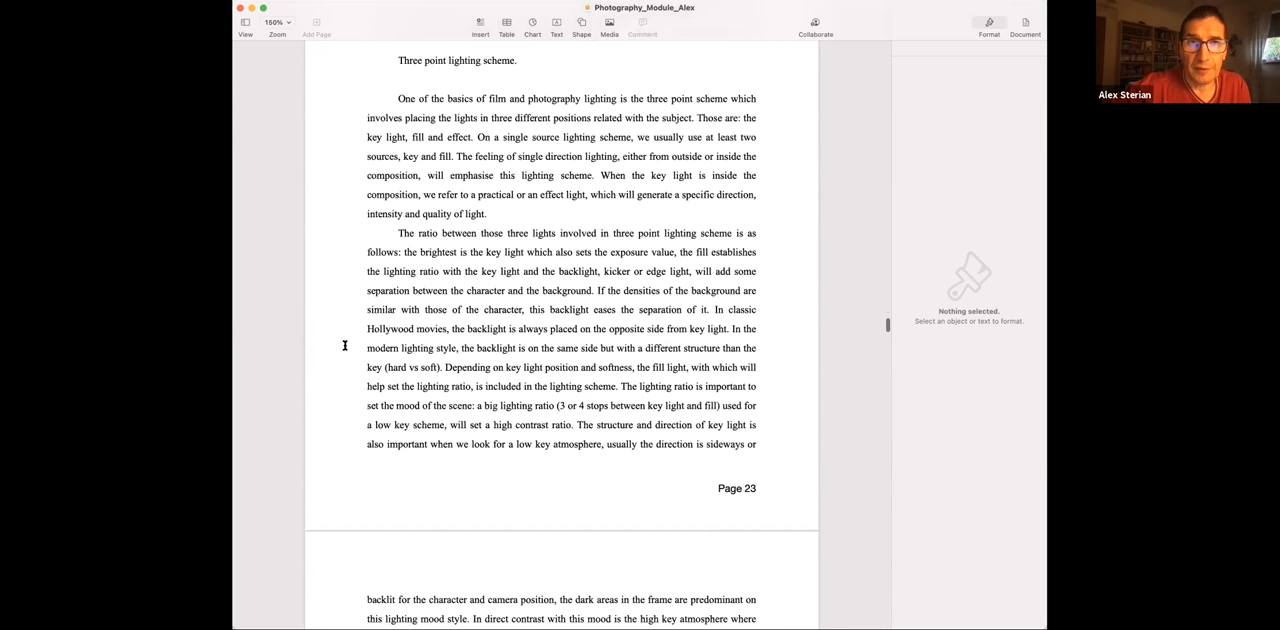 Photography_Module_Alex
150%
View
Zoom
Add Page
Insert
Table
Chart
Text
Shape
Media
Comment
Collaborate
Format
Document
Alex Sterian
Three point lighting scheme.
One of the basics of film and photography lighting is the three point scheme which
involves placing the lights in three different positions related with the subject. Those are: the
key light, fill and effect. On a single source lighting scheme, we usually use at least two
sources, key and fill. The feeling of single direction lighting, either from outside or inside the
composition, will emphasise this lighting scheme. When the key light is inside the
composition, we refer to a practical or an effect light, which will generate a specific direction,
intensity and quality of light.
The ratio between those three lights involved in three point lighting scheme is as
follows: the brightest is the key light which also sets the exposure value, the fill establishes
the lighting ratio with the key light and the backlight, kicker or edge light, will add some
separation between the character and the background. If the densities of the background are
similar with those of the character, this backlight eases the separation of it. In classic
Hollywood movies, the backlight is always placed on the opposite side from key light. In the
modern lighting style, the backlight is on the same side but with a different structure than the
key (hard vs soft). Depending on key light position and softness, the fill light, with which will
help set the lighting ratio, is included in the lighting scheme. The lighting ratio is important to
set the mood of the scene: a big lighting ratio (3 or 4 stops between key light and fill) used for
a low key scheme, will set a high contrast ratio. The structure and direction of key light is
also important when we look for a low key atmosphere, usually the direction is sideways or
Page 23
backlit for the character and camera position, the dark areas in the frame are predominant on
this lighting mood style. In direct contrast with this mood is the high key atmosphere where
Nothing selected.
Select an object or text to format.